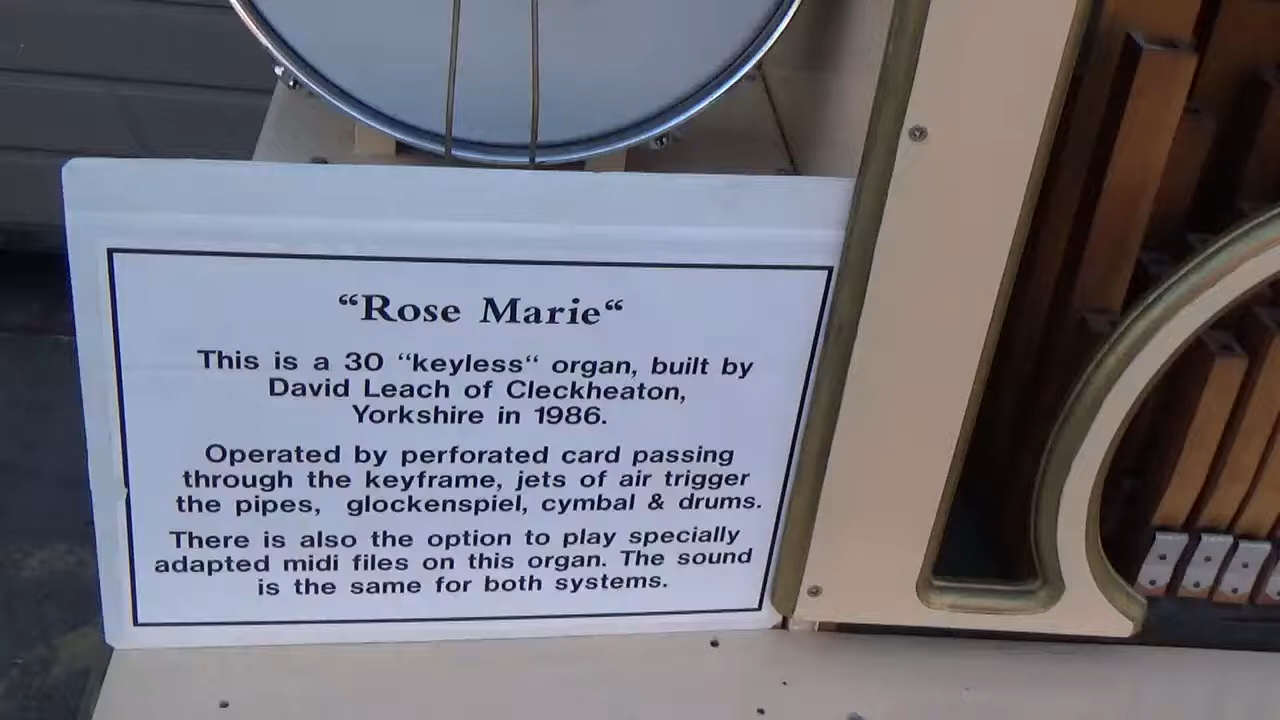 “Rose Marie“
This is a 30 “keyless“ organ, built by
David Leach of Cleckheaton,
Yorkshire in 1986.
Operated by perforated card passing
through the keyframe, jets of air trigger
the pipes, glockenspiel, cymbal & drums.
There is also the option to play specially
adapted midi files on this organ. The sound
is the same for both systems.